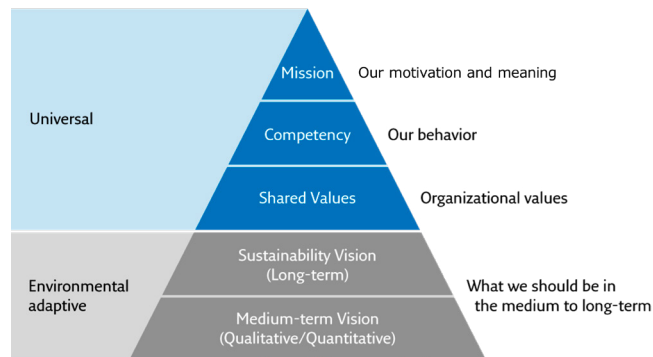 Mission
Our motivation and meaning
Universal
Competency
Our behavior
Shared Values
Organizational values
Sustainability Vision
(Long-term)
Environmental
adaptive
What we should be in
the medium to long-term
Medium-term Vision
(Qualitative/Quantitative)